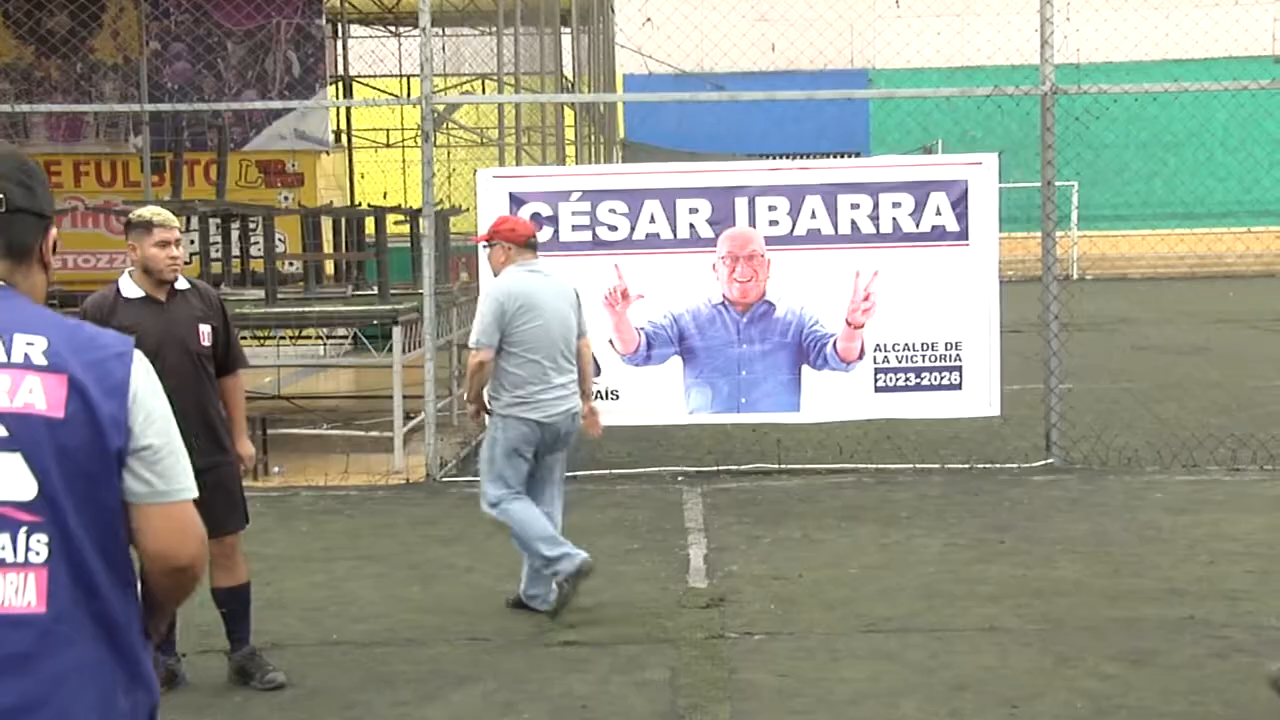 E FULBITO
CÉSAR IBARRA
ALCALDE DE
LA VICTORIA
2023-2026
PAÍS
AR
RA
PAÍS
ORIA